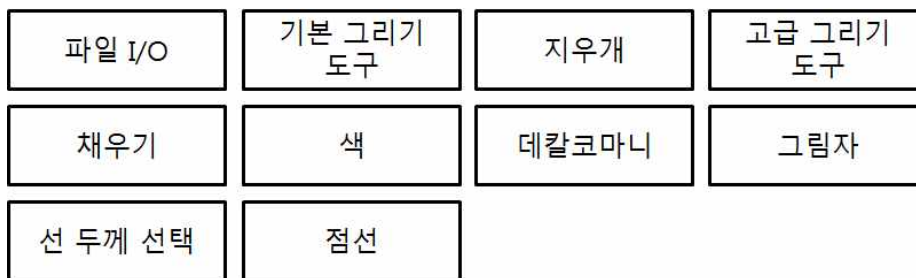 파일 I/O
기본 그리기
도구
지우개
고급 그리기
도구
채우기
색
데칼코마니
그림자
선 두께 선택
점선